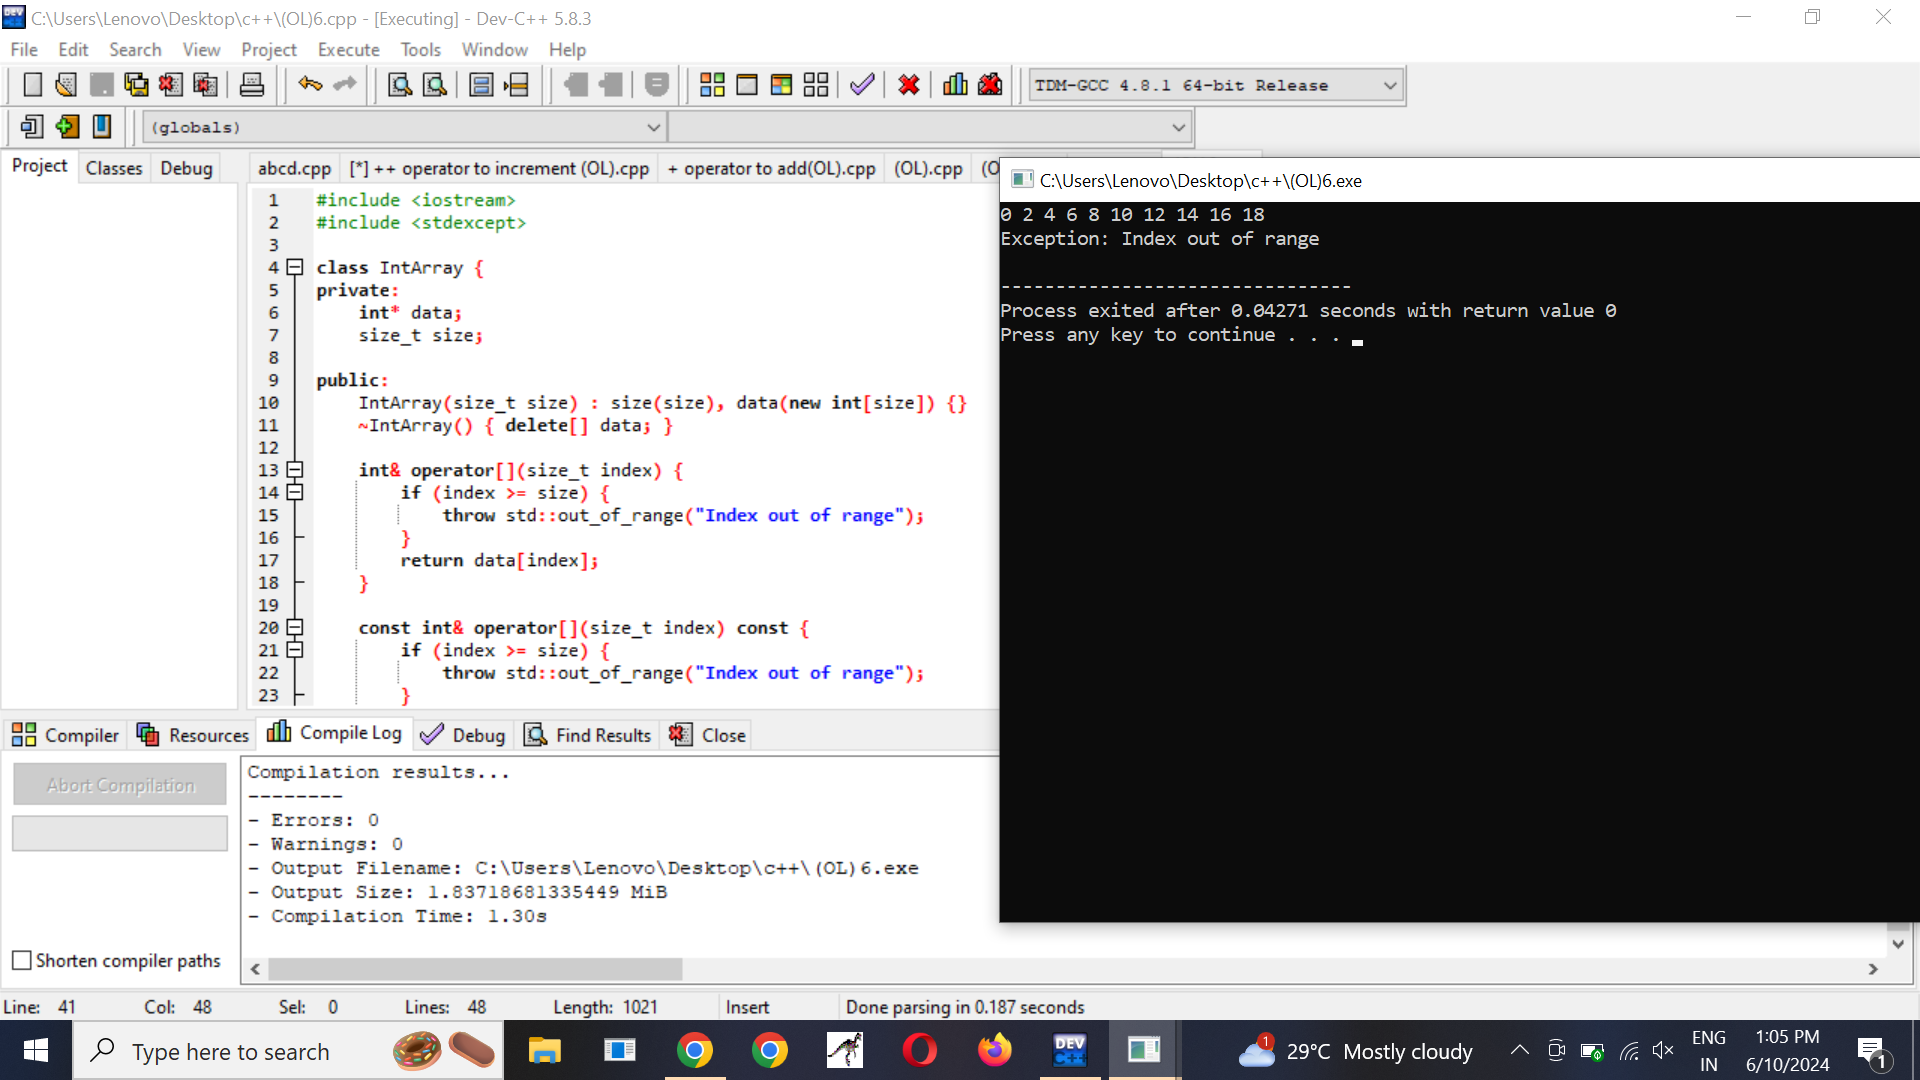 C:\Users\Lenovo\Desktop\c++\(OL)6.cpp - [Executing] - Dev-C++ 5.8.3
File Edit Search View Project Execute Tools Window Help
TDM-GCC 4.8.1 64-bit Release
(globals)
Project Classes Debug
abcd.cpp [*] ++ operator to increment (OL).cpp + operator to add(OL).cpp (OL).cpp
1 #include <iostream>
2 #include <stdexcept>
3
4 class IntArray {
5 private:
6 int* data;
7 size_t size;
8
9 public:
10 IntArray(size_t size) : size(size), data(new int[size]) {}
11 ~IntArray() { delete[] data; }
12
13 int& operator[](size_t index) {
14 if (index >= size) {
15 throw std::out_of_range("Index out of range");
16 }
17 return data[index];
18 }
19
20 const int& operator[](size_t index) const {
21 if (index >= size) {
22 throw std::out_of_range("Index out of range");
23 }
C:\Users\Lenovo\Desktop\c++\(OL)6.exe
0 2 4 6 8 10 12 14 16 18
Exception: Index out of range
--------------------------------
Process exited after 0.04271 seconds with return value 0
Press any key to continue . . .
Compiler Resources Compile Log Debug Find Results Close
Abort Compilation
Shorten compiler paths
Compilation results...
--------
- Errors: 0
- Warnings: 0
- Output Filename: C:\Users\Lenovo\Desktop\c++\(OL)6.exe
- Output Size: 1.83718681335449 MiB
- Compilation Time: 1.30s
Line: 41 Col: 48 Sel: 0 Lines: 48 Length: 1021 Insert Done parsing in 0.187 seconds
Type here to search
DEV C++
1
29°C Mostly cloudy
ENG
IN
1:05 PM
6/10/2024
1